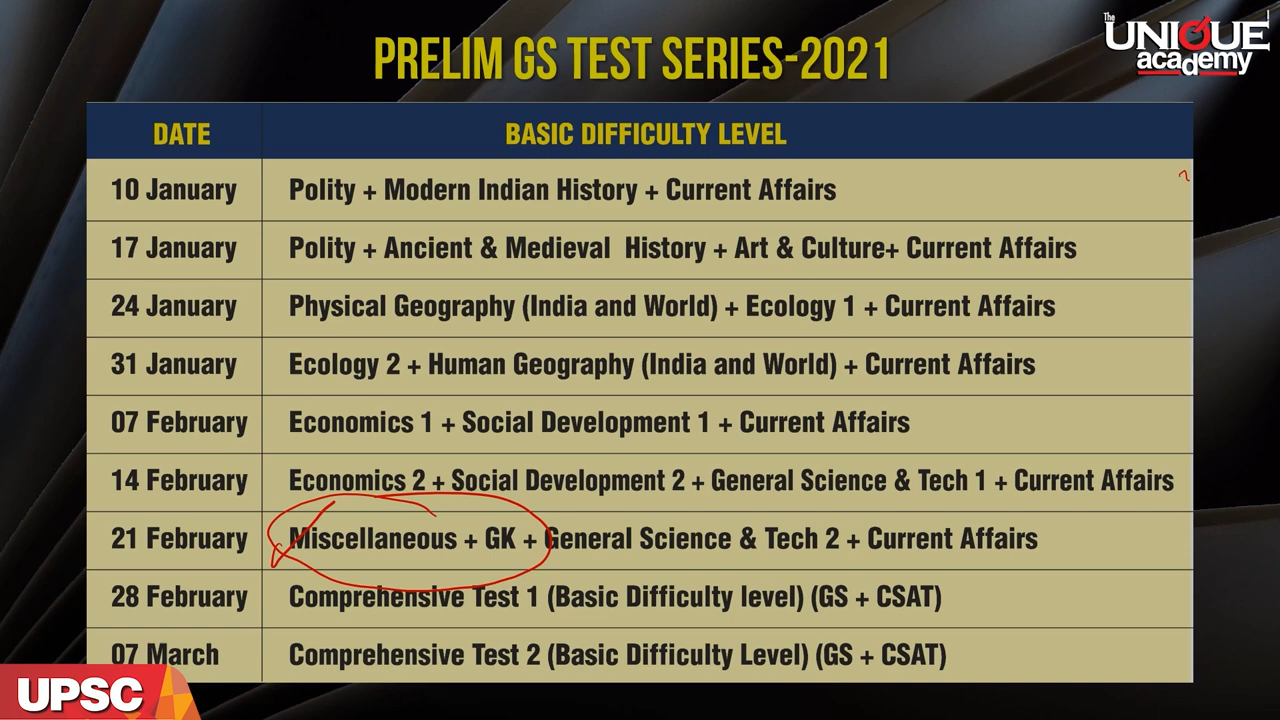 The
UNIQUE
academy
PRELIM GS TEST SERIES-2021
DATE BASIC DIFFICULTY LEVEL
10 January Polity + Modern Indian History + Current Affairs
17 January Polity + Ancient & Medieval History + Art & Culture+ Current Affairs
24 January Physical Geography (India and World) + Ecology 1 + Current Affairs
31 January Ecology 2 + Human Geography (India and World) + Current Affairs
07 February Economics 1 + Social Development 1 + Current Affairs
14 February Economics 2 + Social Development 2 + General Science & Tech 1 + Current Affairs
21 February Miscellaneous + GK + General Science & Tech 2 + Current Affairs
28 February Comprehensive Test 1 (Basic Difficulty level) (GS + CSAT)
07 March Comprehensive Test 2 (Basic Difficulty Level) (GS + CSAT)
UPSC